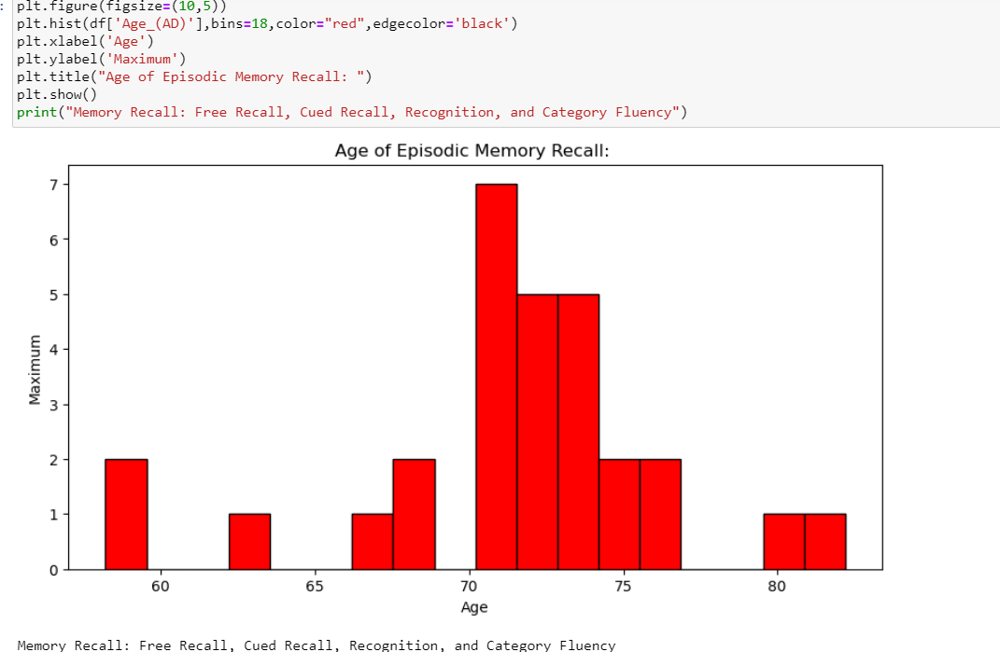 : plt.figure(figsize=(10,5))
plt.hist(df['Age_(AD)'],bins=18,color="red",edgecolor='black')
plt.xlabel('Age')
plt.ylabel('Maximum')
plt.title("Age of Episodic Memory Recall: ")
plt.show()
print("Memory Recall: Free Recall, Cued Recall, Recognition, and Category Fluency")
Age of Episodic Memory Recall:
7
6
5
4
3
2
1
0
Maximum
60 65 70 75 80
Age
Memory Recall: Free Recall, Cued Recall, Recognition, and Category Fluency